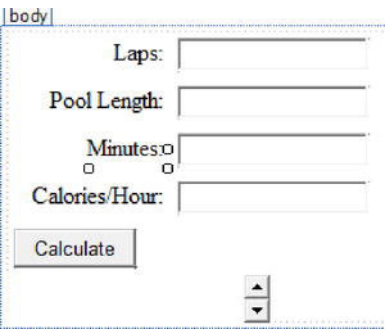 body
Laps:
Pool Length:
Minutes:
Calories/Hour:
Calculate